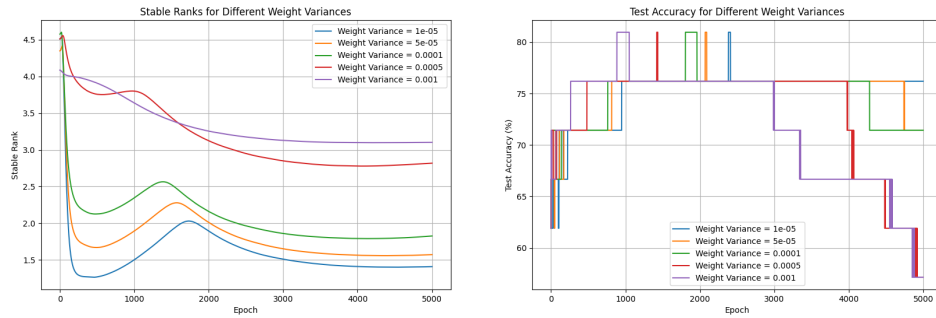 Stable Ranks for Different Weight Variances
Weight Variance = 1e-05
Weight Variance = 5e-05
Weight Variance = 0.0001
Weight Variance = 0.0005
Weight Variance = 0.001
4.5
4.0
3.5
3.0
2.5
2.0
1.5
Stable Rank
0
1000
2000
3000
4000
5000
Epoch
Test Accuracy for Different Weight Variances
80
75
70
65
60
Test Accuracy (%)
Weight Variance = 1e-05
Weight Variance = 5e-05
Weight Variance = 0.0001
Weight Variance = 0.0005
Weight Variance = 0.001
0
1000
2000
3000
4000
5000
Epoch